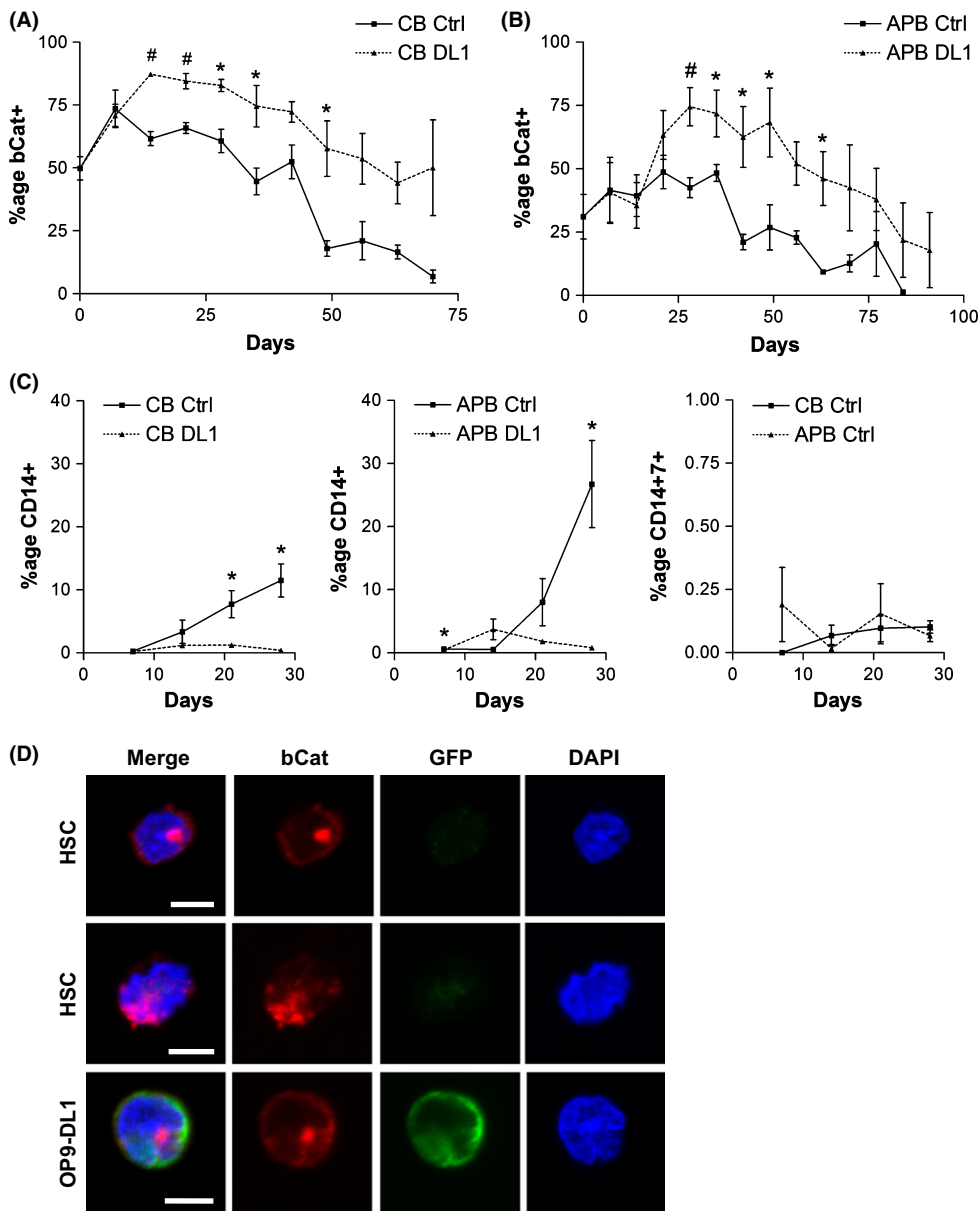 (A)
CB Ctrl
CB DL1
# # * * *
100
75
50
25
0
%age bCat+
0 25 50 75
Days
(B)
APB Ctrl
APB DL1
# * * * *
100
75
50
25
0
%age bCat+
0 25 50 75 100
Days
(C)
CB Ctrl
CB DL1
* *
40
30
20
10
0
%age CD14+
0 10 20 30
Days
APB Ctrl
APB DL1
* *
40
30
20
10
0
%age CD14+
0 10 20 30
Days
CB Ctrl
APB Ctrl
1.00
0.75
0.50
0.25
0.00
%age CD14+7+
0 10 20 30
Days
(D)
Merge bCat GFP DAPI
HSC
HSC
OP9-DL1